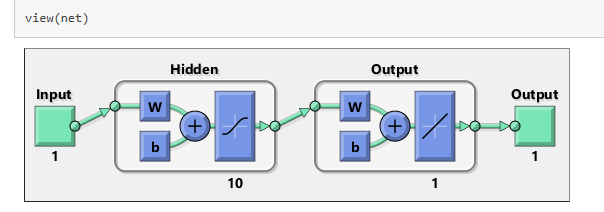 view(net)
Hidden
Output
Input
W
b
+
W
b
+
Output
1
10
1
1